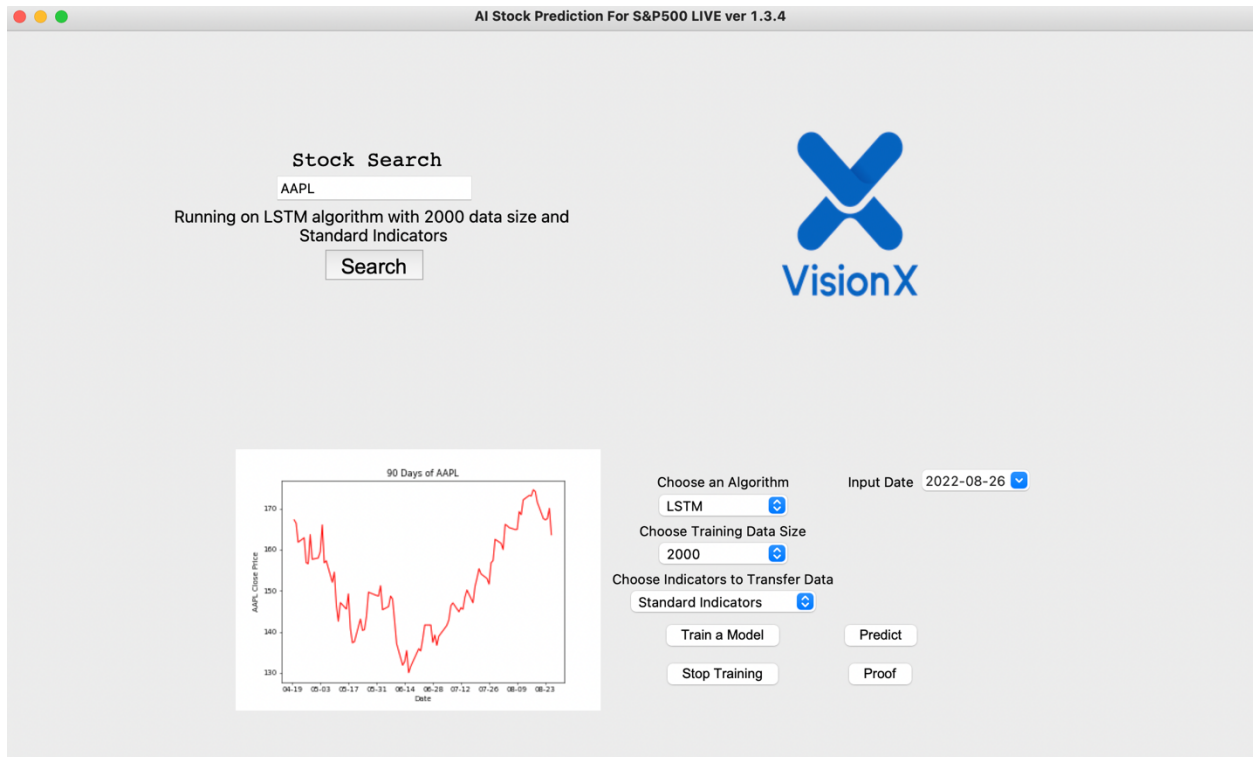 AI Stock Prediction For S&P500 LIVE ver 1.3.4
Stock Search
AAPL
Running on LSTM algorithm with 2000 data size and
Standard Indicators
Search
VisionX
90 Days of AAPL
AAPL Close Price
170
160
150
140
130
04-19 05-03 05-17 05-31 06-14 06-28 07-12 07-26 08-09 08-23
Date
Choose an Algorithm
LSTM
Choose Training Data Size
2000
Choose Indicators to Transfer Data
Standard Indicators
Train a Model
Stop Training
Input Date 2022-08-26
Predict
Proof